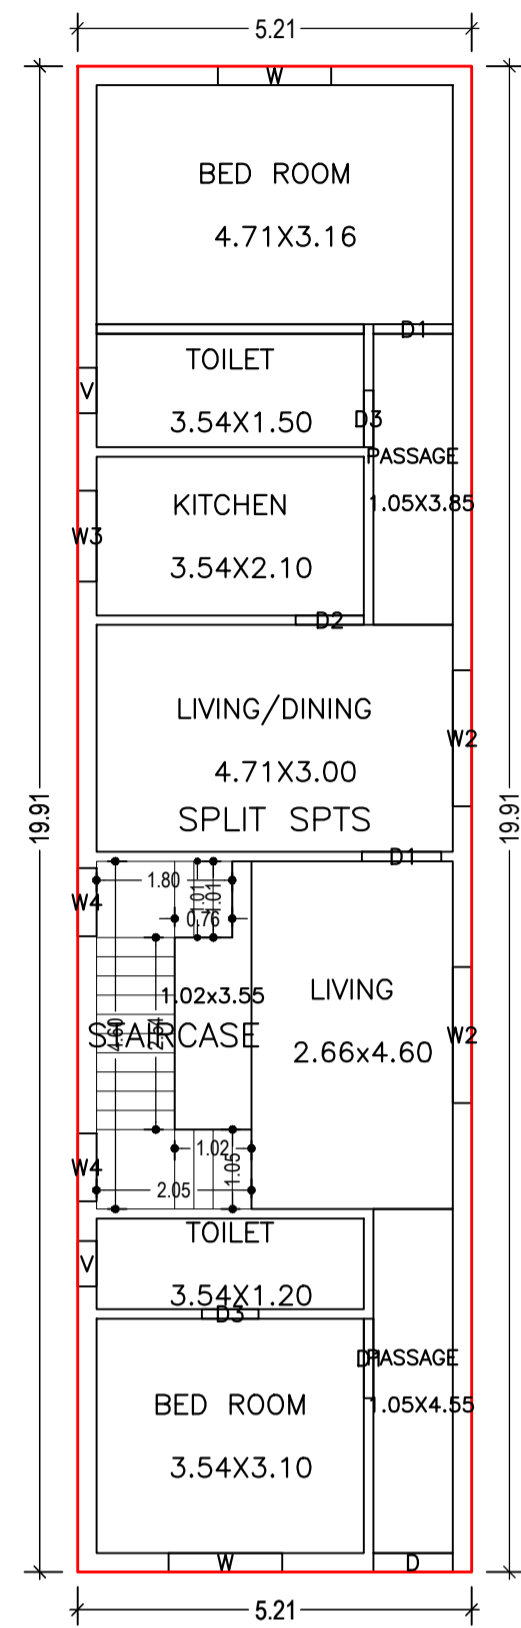 5.21
W
BED ROOM
4.71X3.16
D1
TOILET
V
D3
3.54X1.50
PASSAGE
1.05X3.85
KITCHEN
W3
3.54X2.10
D2
LIVING/DINING
W2
4.71X3.00
19.91
19.91
SPLIT SPTS
D1
1.80
1.01
1.01
W4
0.76
LIVING
1.02x3.55
STAIRCASE
4.60
W2
2.66x4.60
1.02
1.05
W4
2.05
TOILET
V
3.54X1.20
D3
PASSAGE
1.05X4.55
BED ROOM
3.54X3.10
W
D
5.21